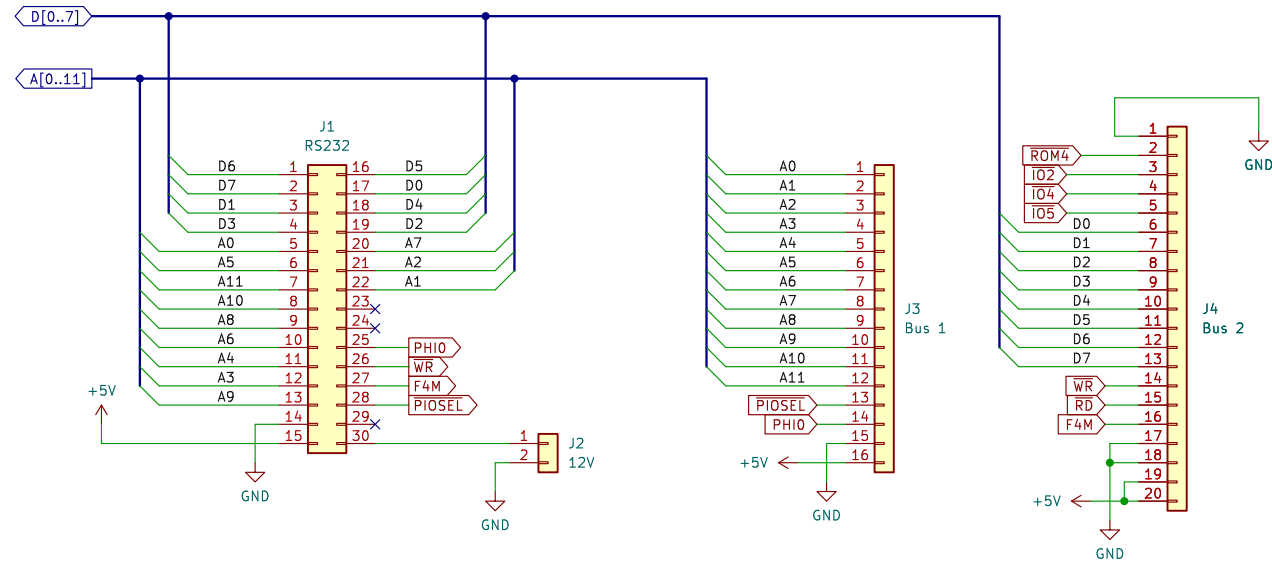 D[0..7]
A[0..11]
J1
RS232
D6 1 16 D5
D7 2 17 D0
D1 3 18 D4
D3 4 19 D2
A0 5 20 A7
A5 6 21 A2
A11 7 22 A1
A10 8 23
A8 9 24
A6 10 25 PHI0
A4 11 26 WR
A3 12 27 F4M
A9 13 28 PIOSEL
14 29
15 30
+5V
GND
1 J2
2 12V
GND
A0 1
A1 2
A2 3
A3 4
A4 5
A5 6
A6 7
A7 8
A8 9
A9 10
A10 11
A11 12
PIOSEL 13
PHI0 14
15
+5V 16
J3
Bus 1
GND
1
ROM4 2
IO2 3
IO4 4
IO5 5
D0 6
D1 7
D2 8
D3 9
D4 10
D5 11
D6 12
D7 13
WR 14
RD 15
F4M 16
17
18
19
+5V 20
J4
Bus 2
GND
GND